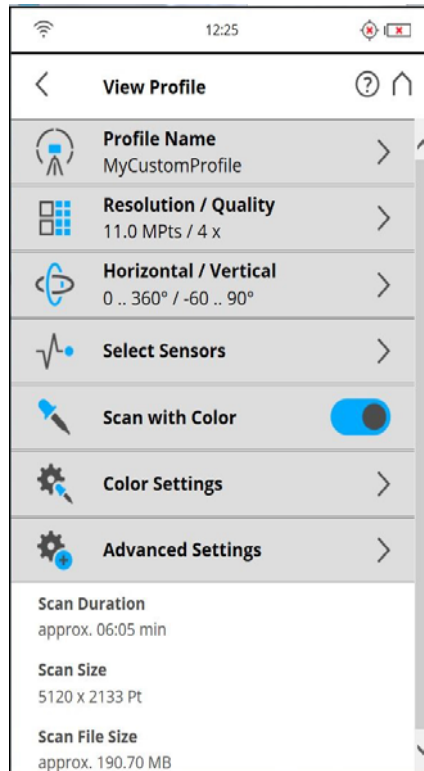 12:25
View Profile
Profile Name
MyCustomProfile
Resolution / Quality
11.0 MPts / 4 x
Horizontal / Vertical
0 .. 360° / -60 .. 90°
Select Sensors
Scan with Color
Color Settings
Advanced Settings
Scan Duration
approx. 06:05 min
Scan Size
5120 x 2133 Pt
Scan File Size
approx. 190.70 MB